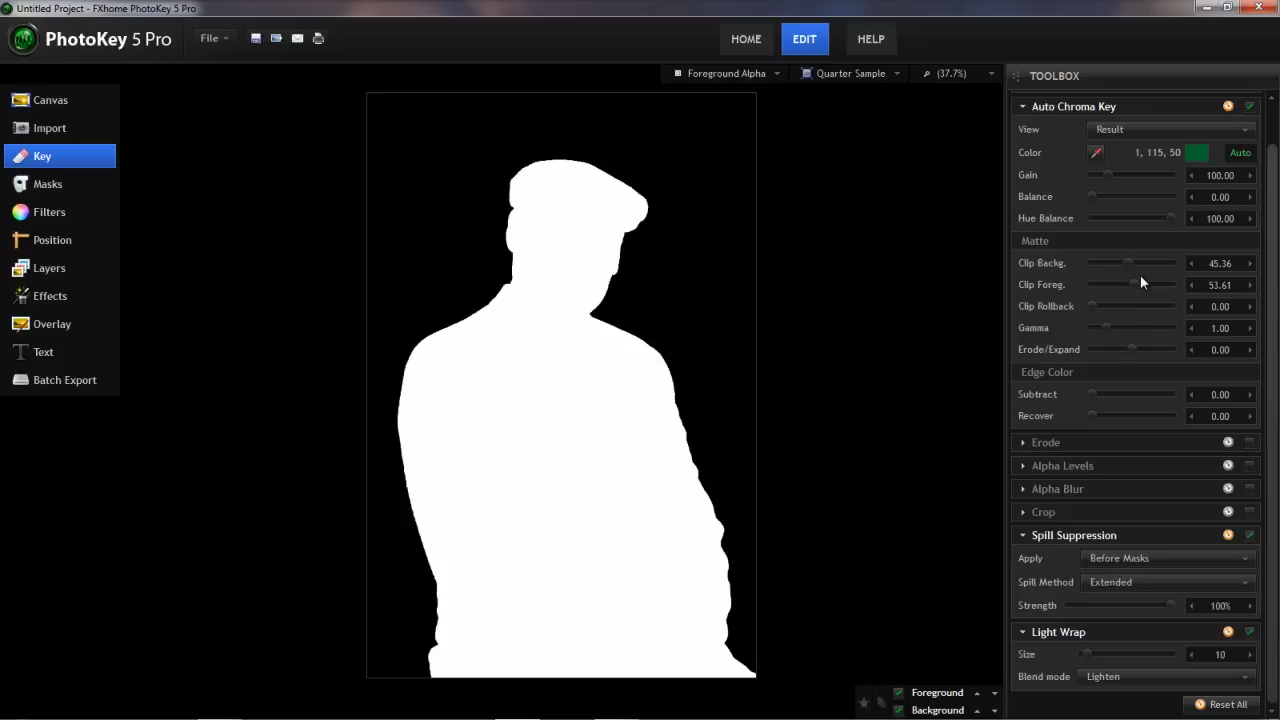 Untitled Project - FXhome PhotoKey 5 Pro
PhotoKey 5 Pro
File
HOME
EDIT
HELP
Foreground Alpha
Quarter Sample
(37.7%)
TOOLBOX
Canvas
Import
Key
Masks
Filters
Position
Layers
Effects
Overlay
Text
Batch Export
Auto Chroma Key
View Result
Color 1, 115, 50 Auto
Gain 100.00
Balance 0.00
Hue Balance 100.00
Matte
Clip Backg. 45.36
Clip Foreg. 53.61
Clip Rollback 0.00
Gamma 1.00
Erode/Expand 0.00
Edge Color
Subtract 0.00
Recover 0.00
Erode
Alpha Levels
Alpha Blur
Crop
Spill Suppression
Apply Before Masks
Spill Method Extended
Strength 100%
Light Wrap
Size 10
Blend mode Lighten
Reset All
Foreground
Background